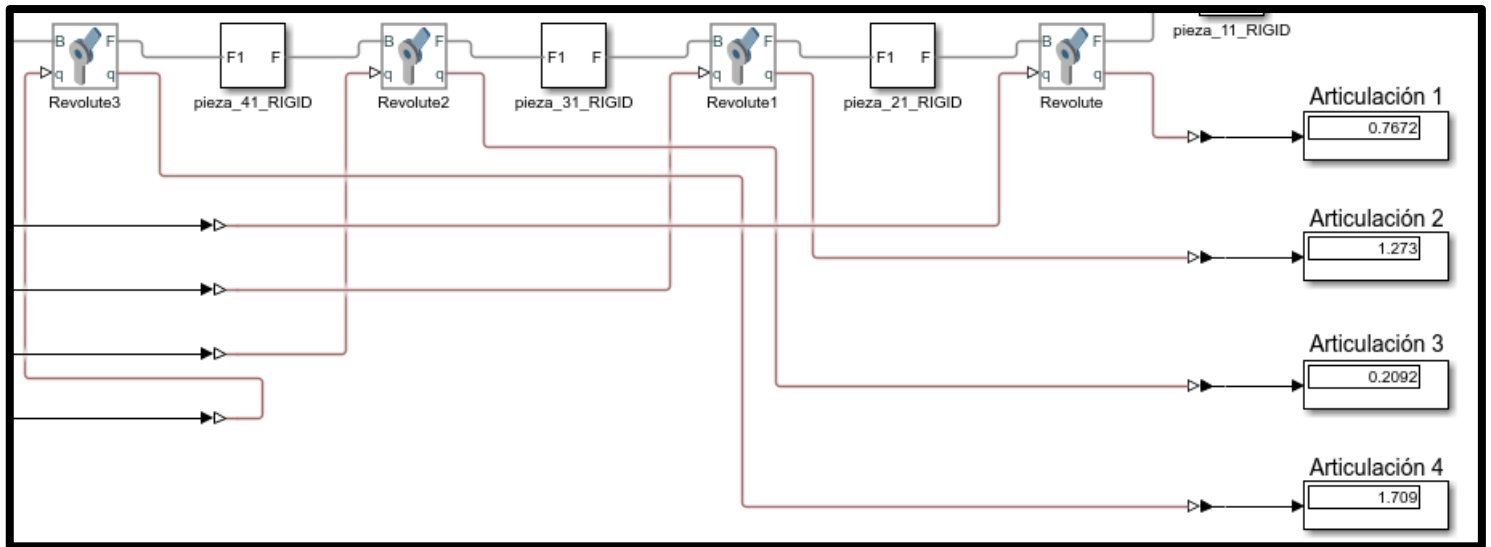 pieza_11_RIGID
B F
q q
Revolute3
F1 F
pieza_41_RIGID
B F
q q
Revolute2
F1 F
pieza_31_RIGID
B F
q q
Revolute1
F1 F
pieza_21_RIGID
B F
q q
Revolute
Articulación 1
0.7672
Articulación 2
1.273
Articulación 3
0.2092
Articulación 4
1.709